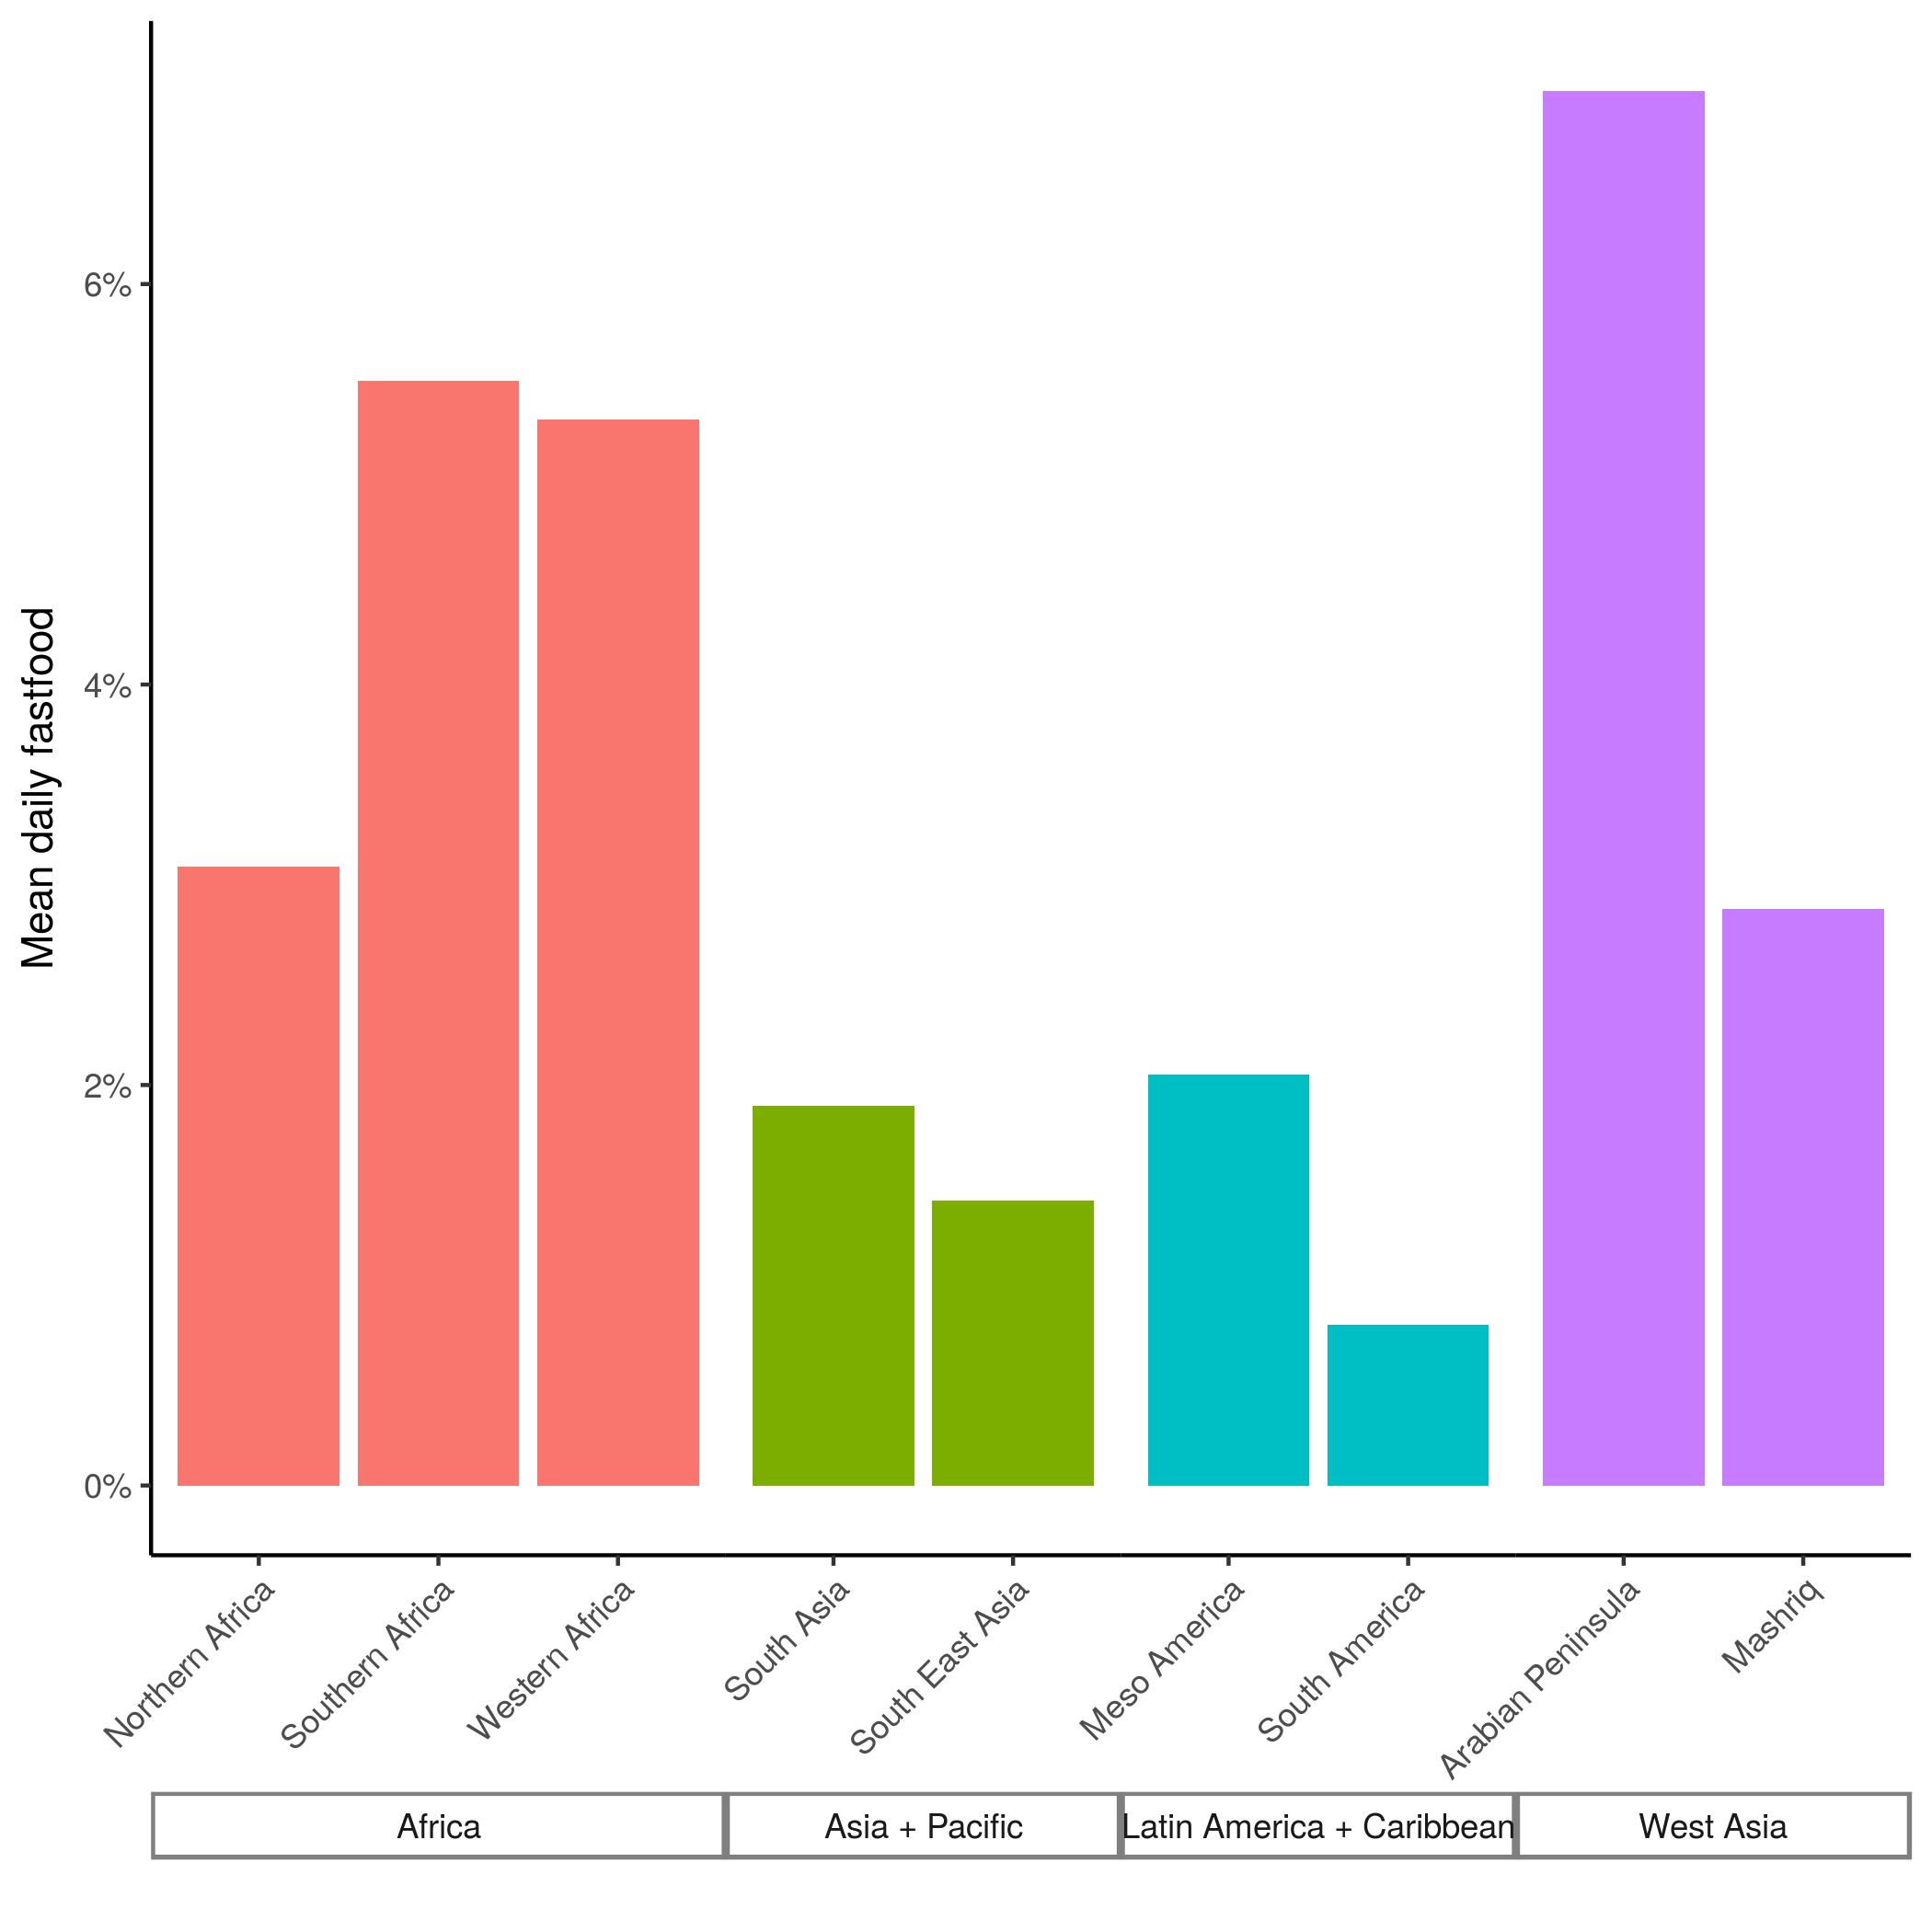 Mean daily fastfood
6%
4%
2%
0%
Northern Africa
Southern Africa
Western Africa
South Asia
South East Asia
Meso America
South America
Arabian Peninsula
Mashriq
Africa
Asia + Pacific
Latin America + Caribbean
West Asia